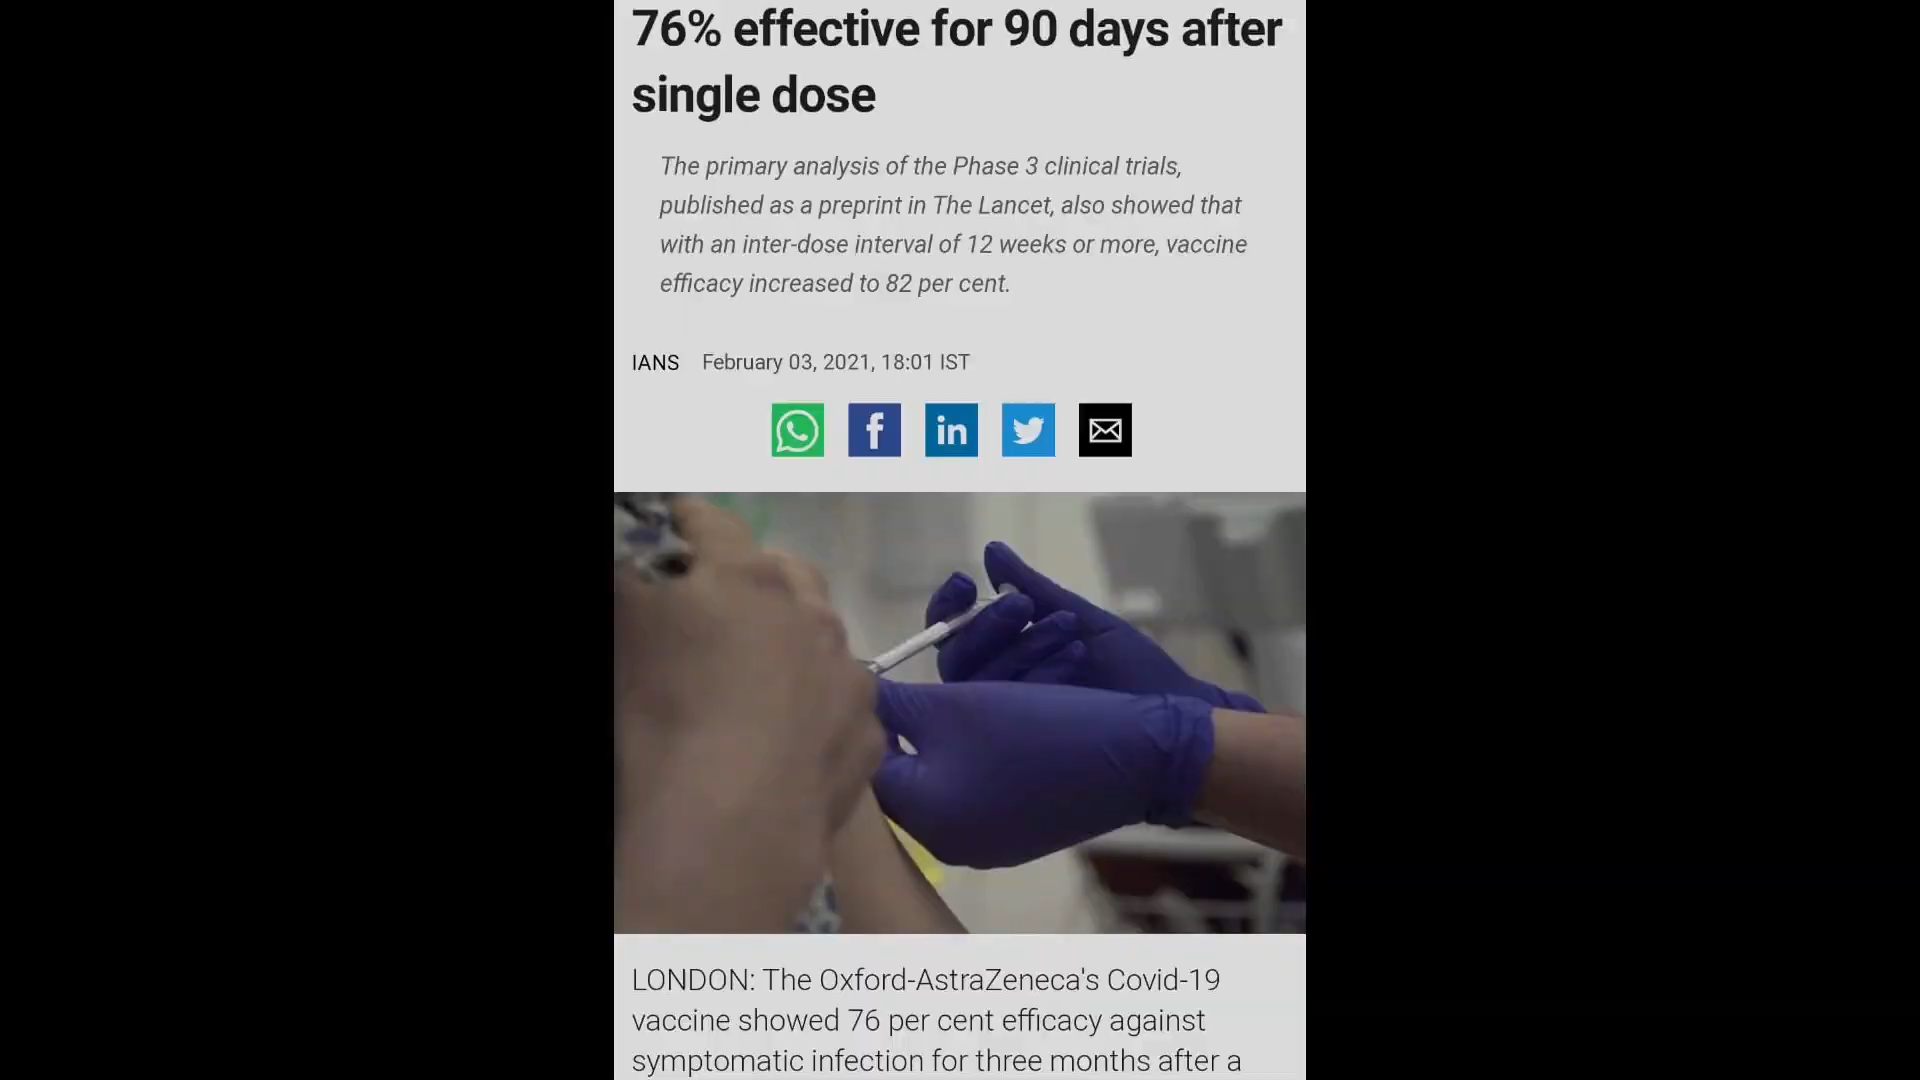 76% effective for 90 days after
single dose
The primary analysis of the Phase 3 clinical trials,
published as a preprint in The Lancet, also showed that
with an inter-dose interval of 12 weeks or more, vaccine
efficacy increased to 82 per cent.
IANS February 03, 2021, 18:01 IST
f in
LONDON: The Oxford-AstraZeneca's Covid-19
vaccine showed 76 per cent efficacy against
symptomatic infection for three months after a